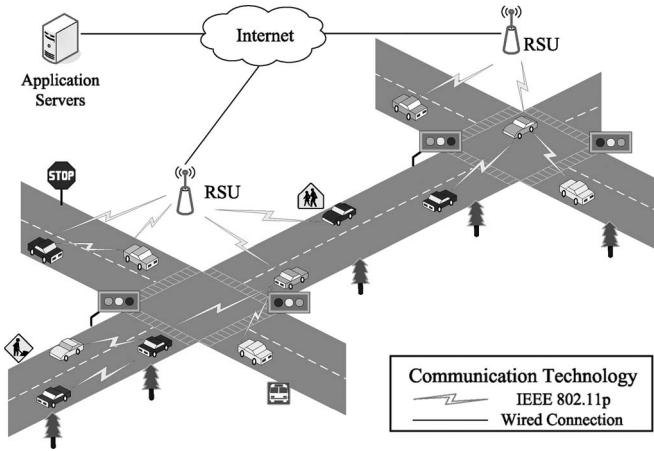 Internet
RSU
Application
Servers
STOP
RSU
Communication Technology
IEEE 802.11p
Wired Connection